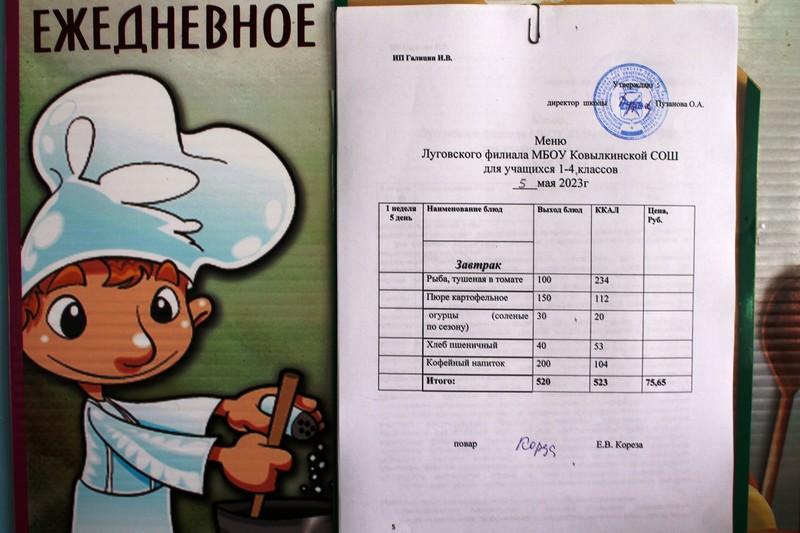 ЕЖЕДНЕВНОЕ
ИП Галицин И.В.
Утверждаю
директор школы Пузанова О.А.
Меню
Луговского филиала МБОУ Ковылкинской СОШ
для учащихся 1-4 классов
5 мая 2023г
1 неделя 5 день Наименование блюд Выход блюд ККАЛ Цена, Руб.
Завтрак
Рыба, тушеная в томате 100 234
Пюре картофельное 150 112
огурцы (соленые 30 20
по сезону)
Хлеб пшеничный 40 53
Кофейный напиток 200 104
Итого: 520 523 75,65
повар Е.В. Кореза
5